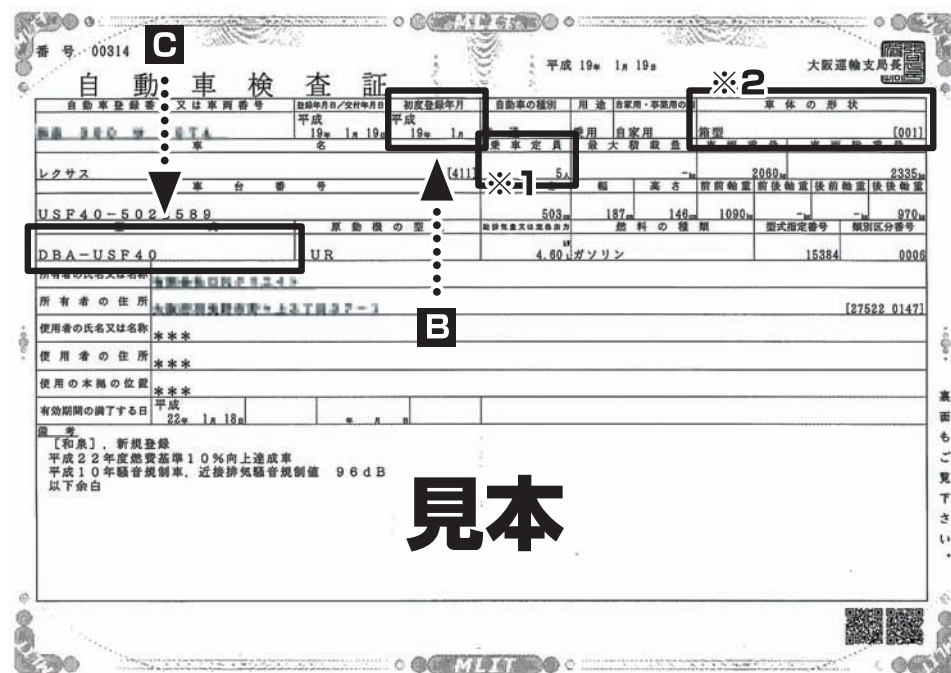 MLIT
番号 00314
C
平成 19年 1月 19日
大阪運輸支局長
自動車検査証
※2
自動車登録番 又は車両番号 登録年月日/交付年月日 初度登録年月 自動車の種別 用途 自家用・事業用の 車体の形状
平成 19年 1月 19日 平成 19年 1月 乗用 自家用 箱型 [001]
車名 乗車定員 最大積載量 車両重量 車両総重量
レクサス [411] 5人 -kg 2060kg 2335kg
※1
車台番号 幅 高さ 前前軸重 前後軸重 後前軸重 後後軸重
USF40-502 589 503cm 187cm 146cm 1090kg -kg -kg 970kg
原動機の型 総排気量又は定格出力 燃料の種類 型式指定番号 類別区分番号
DBA-USF40 UR 4.60 kW L ガソリン 15384 0006
所有者の氏名又は名称
所有者の住所 [27522 0147]
B
使用者の氏名又は名称 ***
使用者の住所 ***
使用の本拠の位置 ***
有効期間の満了する日 平成 22年 1月 18日 年 月 日
備考
[和泉], 新規登録
平成22年度燃費基準10%向上達成車
平成10年騒音規制車, 近接排気騒音規制値 96dB
以下余白
見本
裏面もご覧下さい。
MLIT